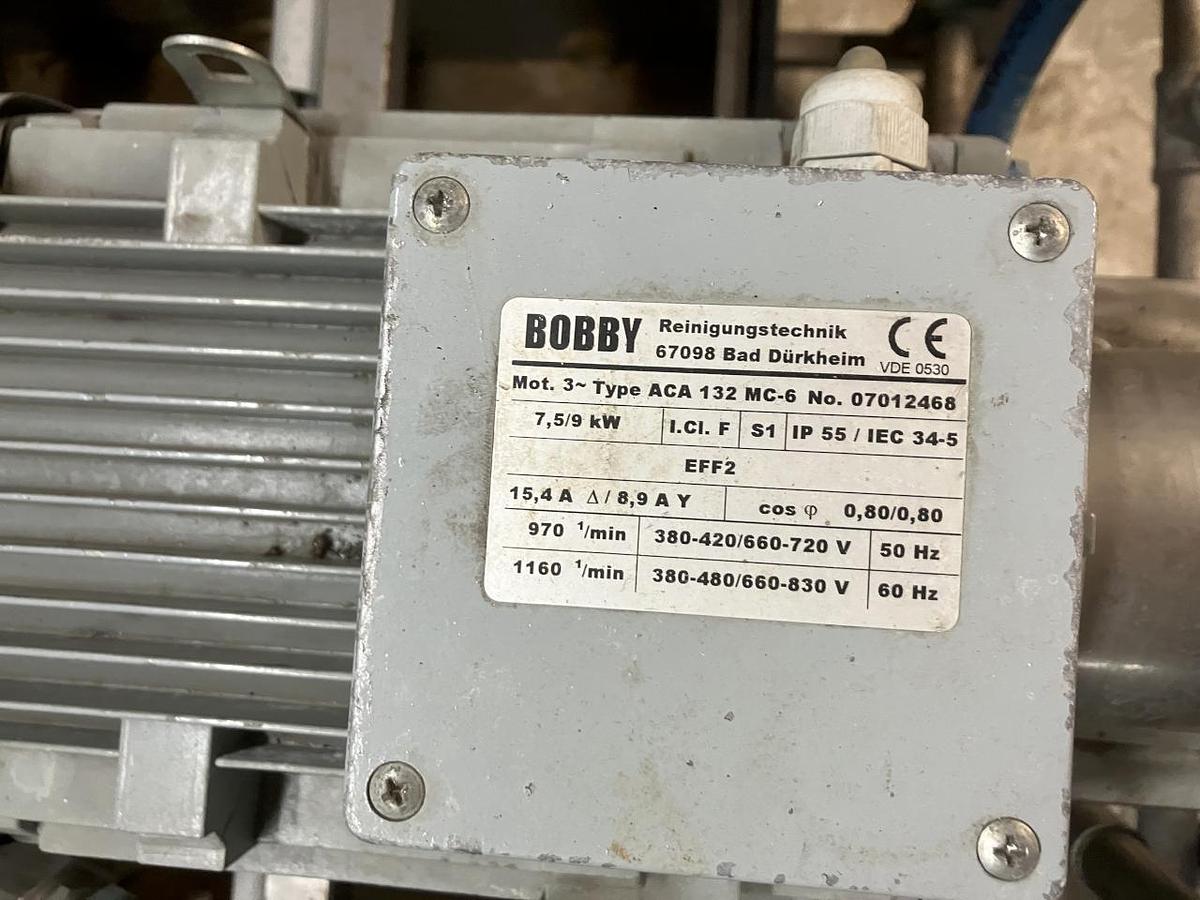 BOBBY Reinigungstechnik CE
67098 Bad Dürkheim VDE 0530
Mot. 3~ Type ACA 132 MC-6 No. 07012468
7,5/9 kW I.Cl. F S1 IP 55 / IEC 34-5
EFF2
15,4 A Δ / 8,9 A Y cos φ 0,80/0,80
970 1/min 380-420/660-720 V 50 Hz
1160 1/min 380-480/660-830 V 60 Hz